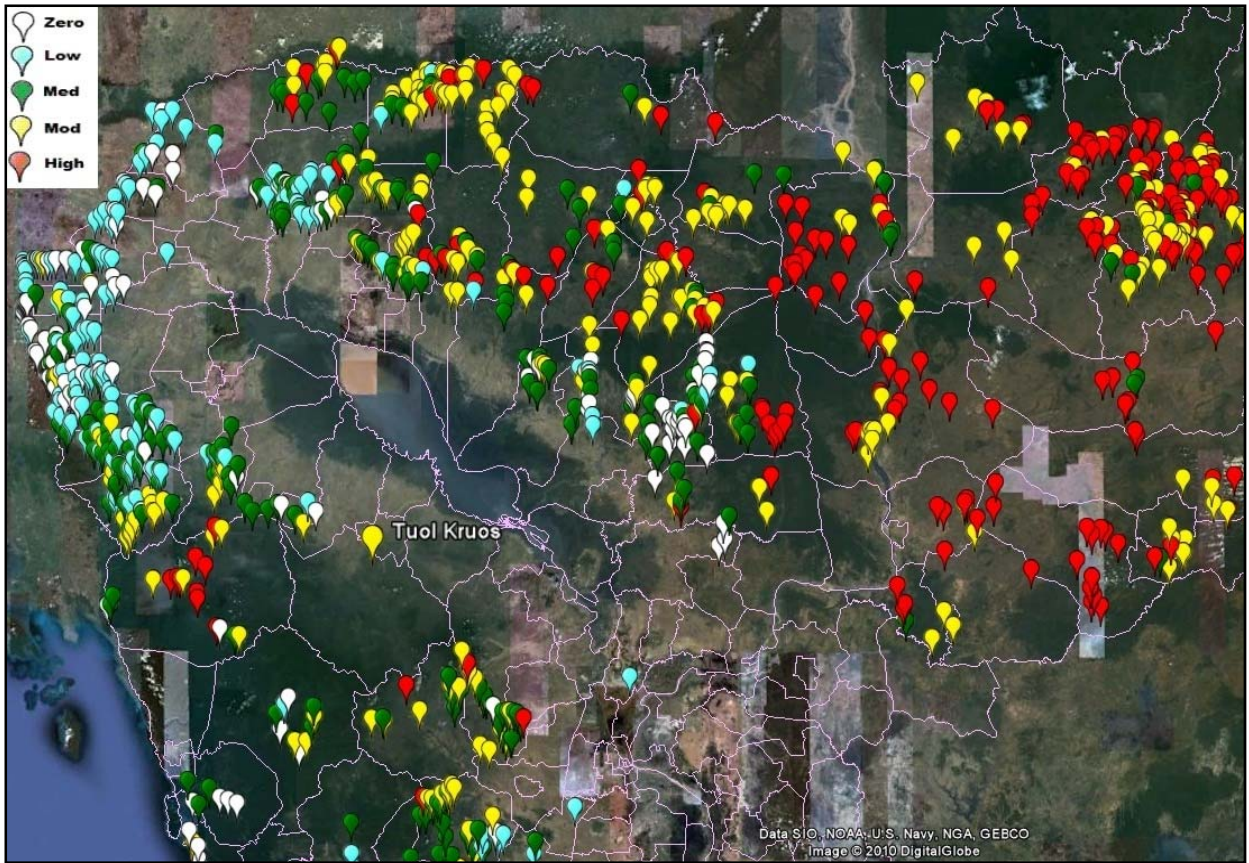 Zero
Low
Med
Mod
High
Tuol Kruos
Data SIO, NOAA, U.S. Navy, NGA, GEBCO
Image © 2010 DigitalGlobe